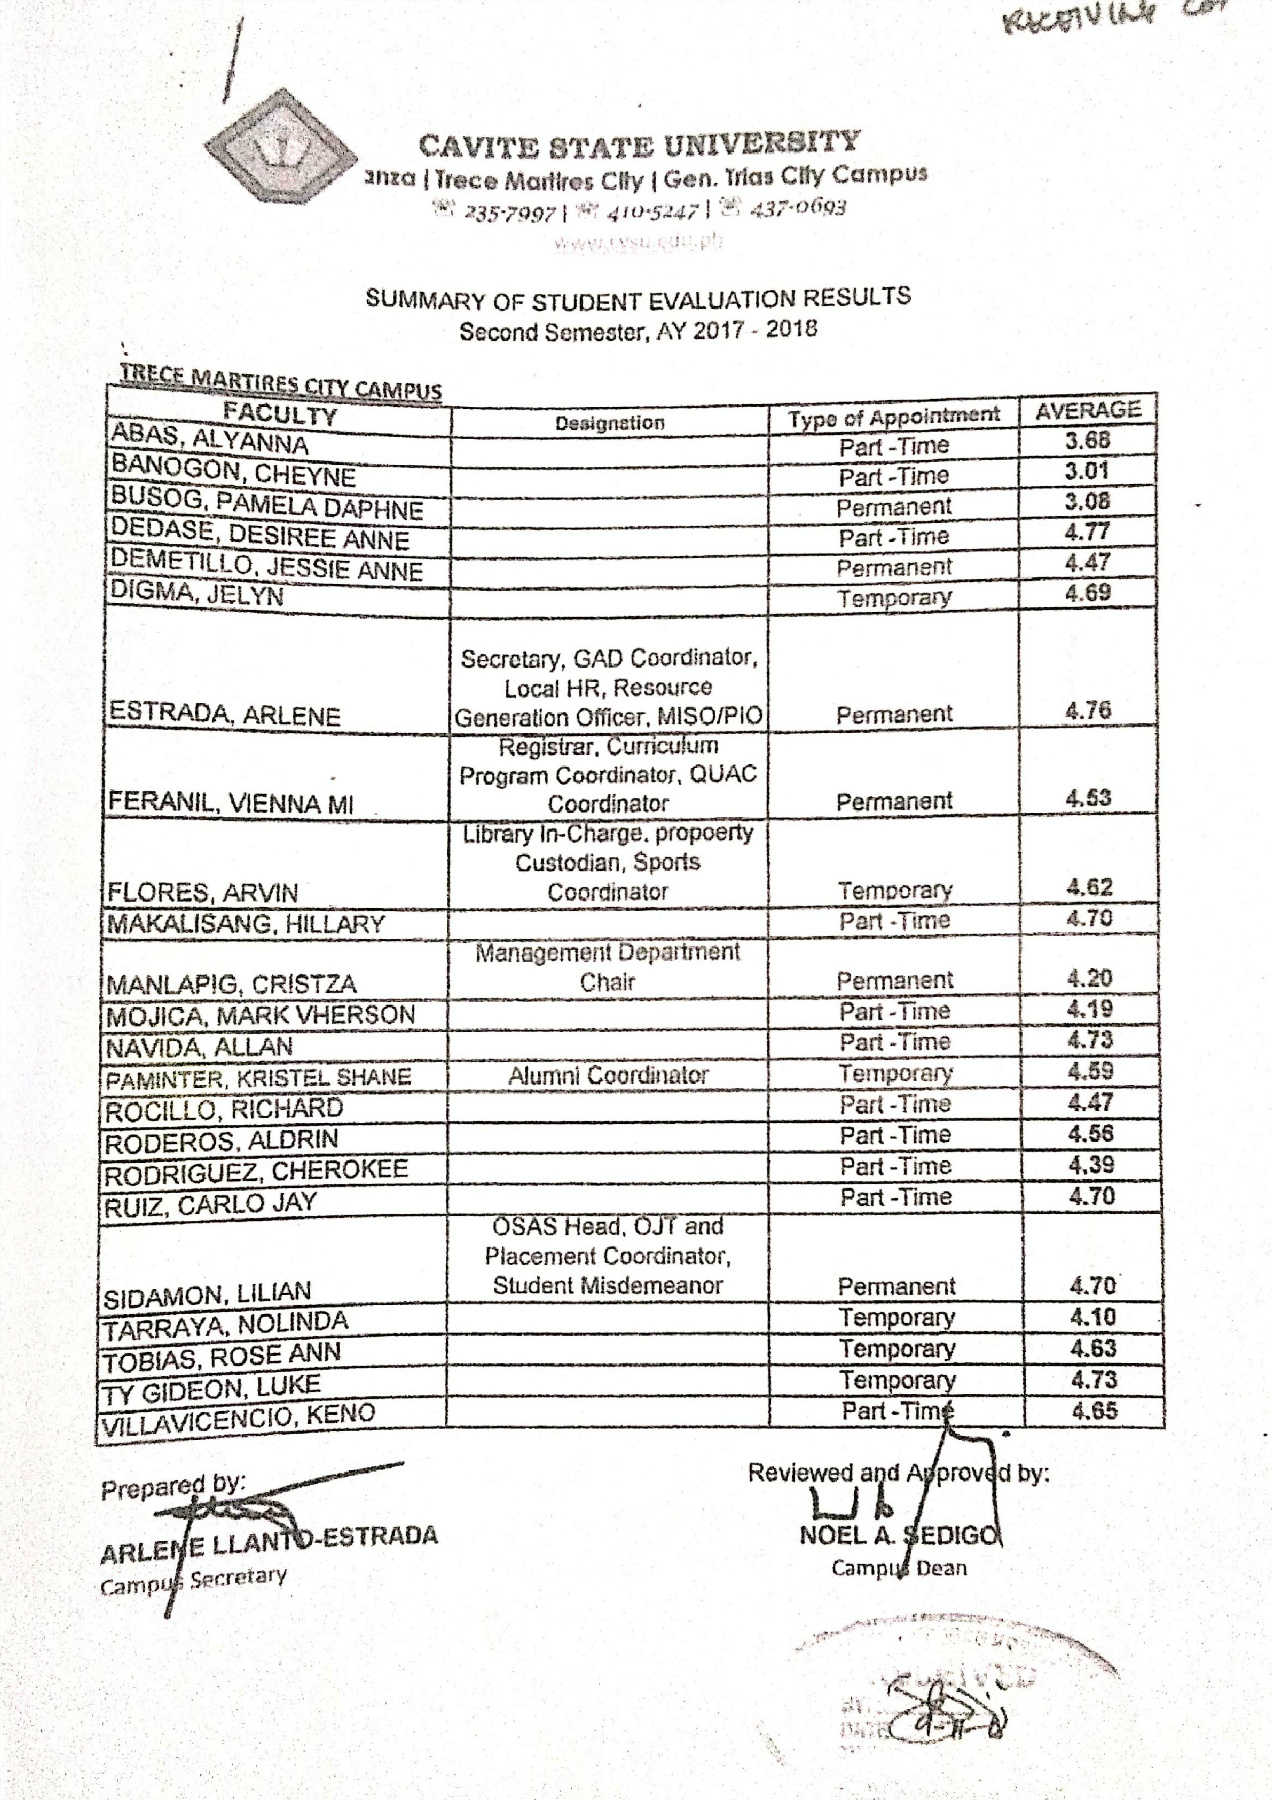 RECEIVING
CAVITE STATE UNIVERSITY
anza | Trece Martires City | Gen. Trias City Campus
☏ 235-7997 | ☏ 410-5247 | ☏ 437-0693
www.cvsu.edu.ph
SUMMARY OF STUDENT EVALUATION RESULTS
Second Semester, AY 2017 - 2018
TRECE MARTIRES CITY CAMPUS
FACULTY Designation Type of Appointment AVERAGE
ABAS, ALYANNA Part -Time 3.68
BANOGON, CHEYNE Part -Time 3.01
BUSOG, PAMELA DAPHNE Permanent 3.08
DEDASE, DESIREE ANNE Part -Time 4.77
DEMETILLO, JESSIE ANNE Permanent 4.47
DIGMA, JELYN Temporary 4.69
Secretary, GAD Coordinator,
Local HR, Resource
ESTRADA, ARLENE Generation Officer, MISO/PIO Permanent 4.76
Registrar, Curriculum
Program Coordinator, QUAC
FERANIL, VIENNA MI Coordinator Permanent 4.53
Library In-Charge, propoerty
Custodian, Sports
FLORES, ARVIN Coordinator Temporary 4.62
MAKALISANG, HILLARY Part -Time 4.70
Management Department
MANLAPIG, CRISTZA Chair Permanent 4.20
MOJICA, MARK VHERSON Part -Time 4.19
NAVIDA, ALLAN Part -Time 4.73
PAMINTER, KRISTEL SHANE Alumni Coordinator Temporary 4.59
ROCILLO, RICHARD Part -Time 4.47
RODEROS, ALDRIN Part -Time 4.56
RODRIGUEZ, CHEROKEE Part -Time 4.39
RUIZ, CARLO JAY Part -Time 4.70
OSAS Head, OJT and
Placement Coordinator,
SIDAMON, LILIAN Student Misdemeanor Permanent 4.70
TARRAYA, NOLINDA Temporary 4.10
TOBIAS, ROSE ANN Temporary 4.63
TY GIDEON, LUKE Temporary 4.73
VILLAVICENCIO, KENO Part -Time 4.65
Prepared by:
Reviewed and Approved by:
ARLENE LLANTO-ESTRADA
NOEL A. SEDIGO
Campus Secretary
Campus Dean